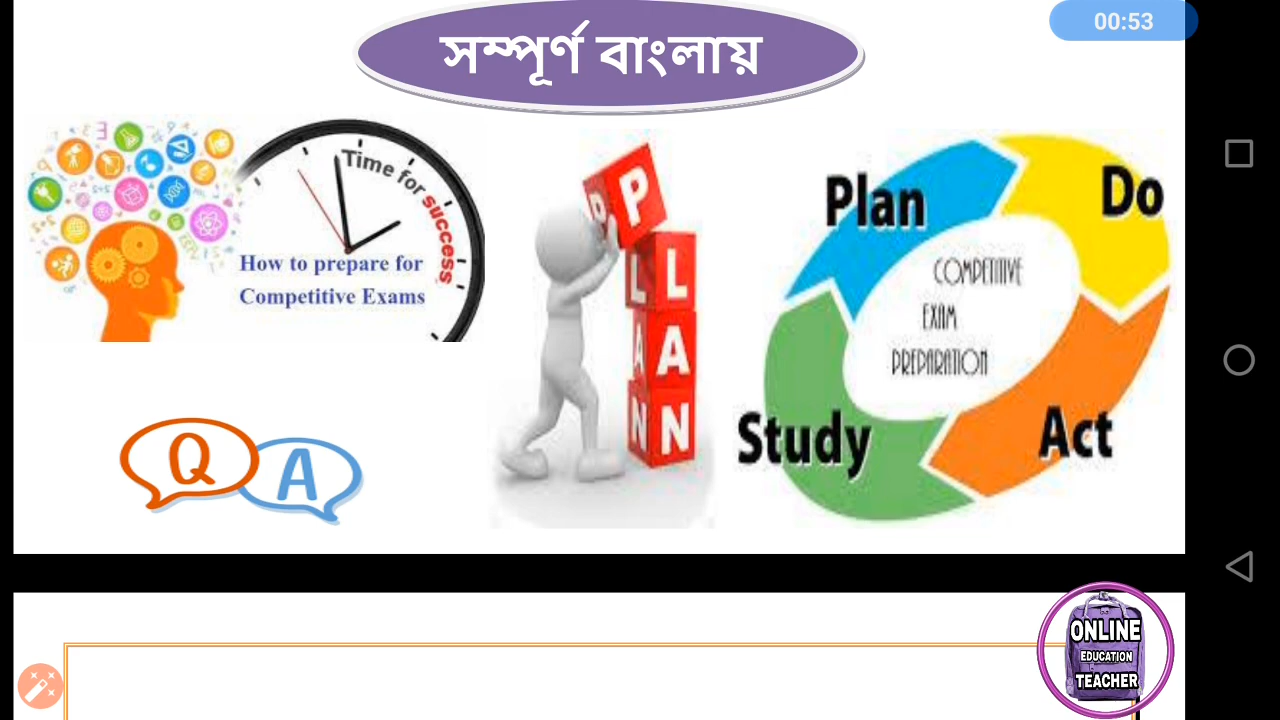 00:53
সম্পূর্ণ বাংলায়
Time for success
How to prepare for
Competitive Exams
P
P
L
L
A
A
N
N
Plan
Do
COMPETITIVE
EXAM
PREPARATION
Study
Act
Q
A
ONLINE
EDUCATION
TEACHER